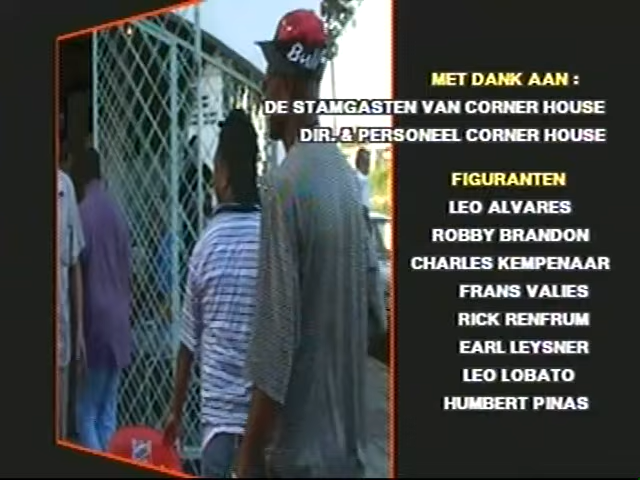 Bulls
MET DANK AAN :
DE STAMGASTEN VAN CORNER HOUSE
DIR. & PERSONEEL CORNER HOUSE
FIGURANTEN
LEO ALVARES
ROBBY BRANDON
CHARLES KEMPENAAR
FRANS VALIES
RICK RENFRUM
EARL LEYSNER
LEO LOBATO
HUMBERT PINAS